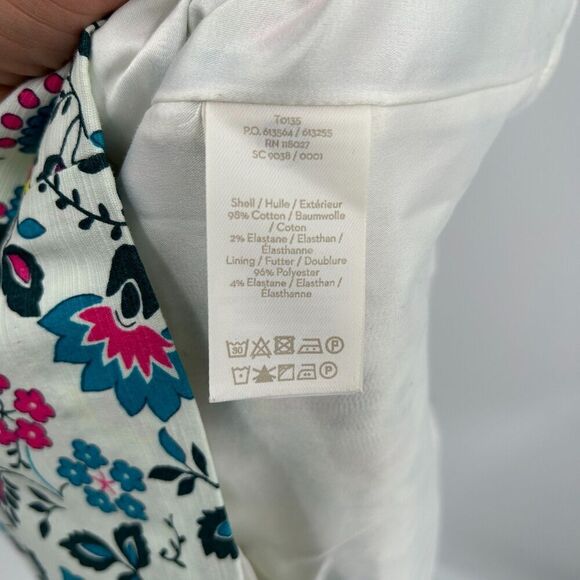 T0135
P.O. 613564 / 613255
RN 118027
SC 9038 / 0001
Shell / Hulle / Extérieur
98% Cotton / Baumwolle
/ Coton
2% Elastane / Elasthan /
Élasthanne
Lining / Futter / Doublure
96% Polyester
4% Elastane / Elasthan /
Élasthanne
30 P
P